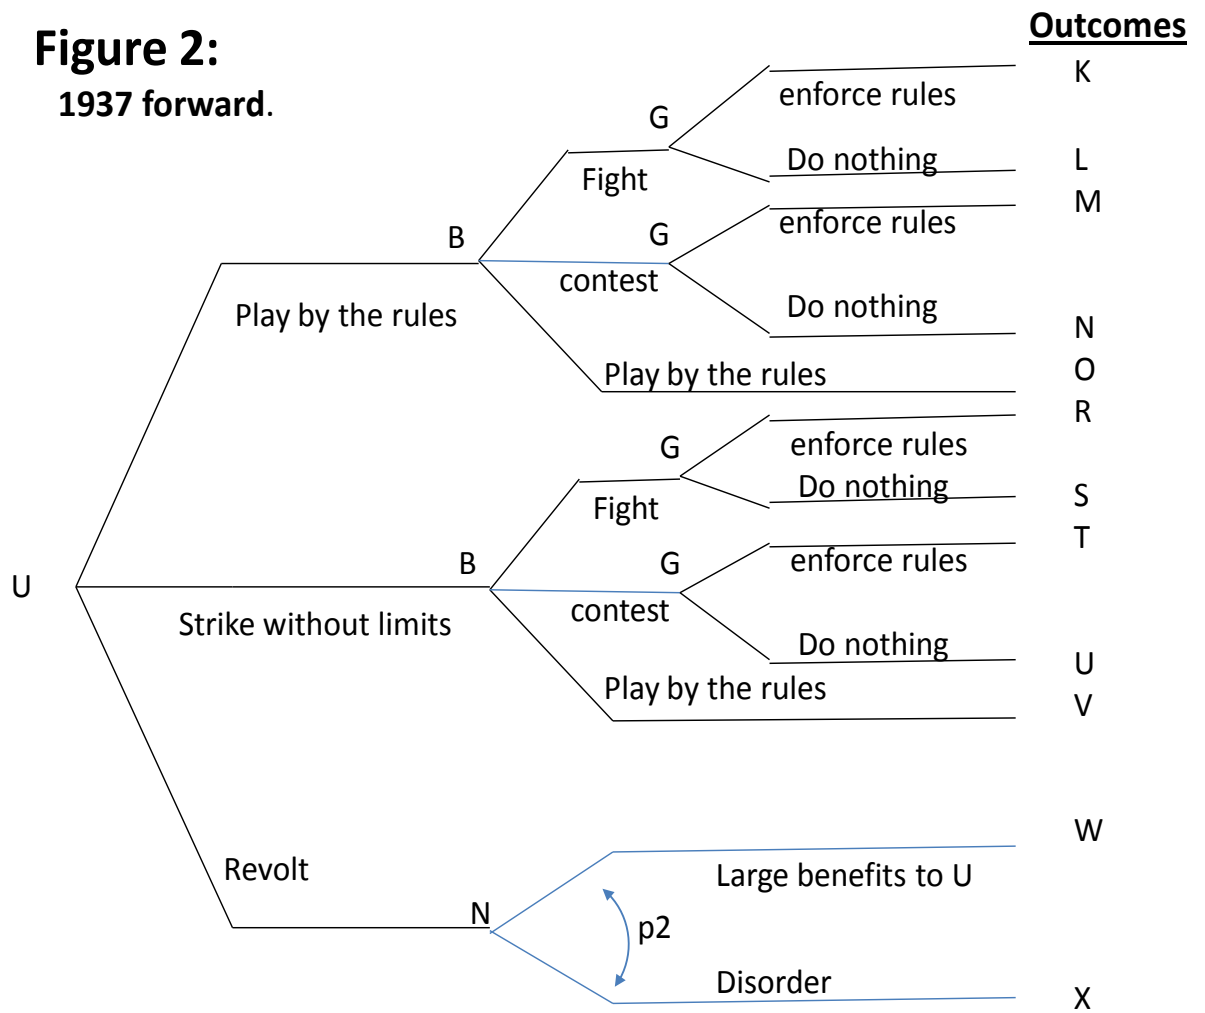 Outcomes
Figure 2:
1937 forward.
K
enforce rules
G
Do nothing
L
Fight
M
enforce rules
B
G
contest
Do nothing
Play by the rules
N
O
Play by the rules
R
G
enforce rules
Do nothing
S
Fight
T
B
G
enforce rules
U
contest
Strike without limits
Do nothing
U
Play by the rules
V
W
Revolt
Large benefits to U
N
p2
Disorder
X